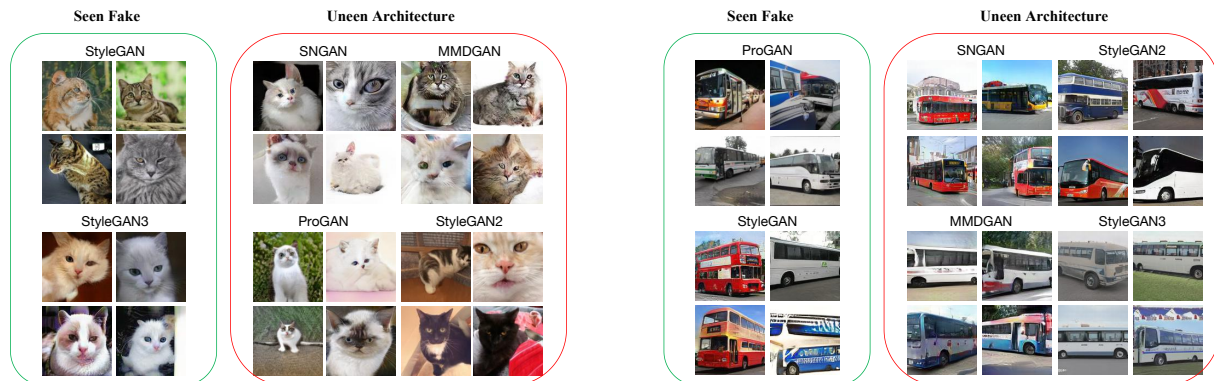 Seen Fake
Uneen Architecture
StyleGAN
SNGAN
MMDGAN
StyleGAN3
ProGAN
StyleGAN2
Seen Fake
Uneen Architecture
ProGAN
SNGAN
StyleGAN2
StyleGAN
MMDGAN
StyleGAN3